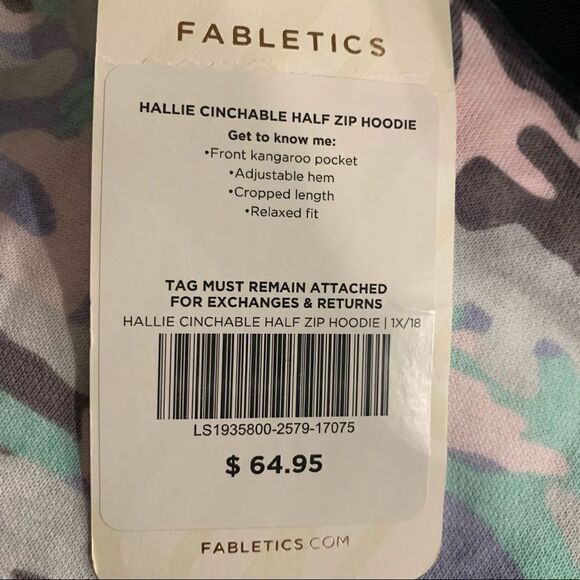 FABLETICS
HALLIE CINCHABLE HALF ZIP HOODIE
Get to know me:
•Front kangaroo pocket
•Adjustable hem
•Cropped length
•Relaxed fit
TAG MUST REMAIN ATTACHED
FOR EXCHANGES & RETURNS
HALLIE CINCHABLE HALF ZIP HOODIE | 1X/18
LS1935800-2579-17075
$ 64.95
FABLETICS.COM